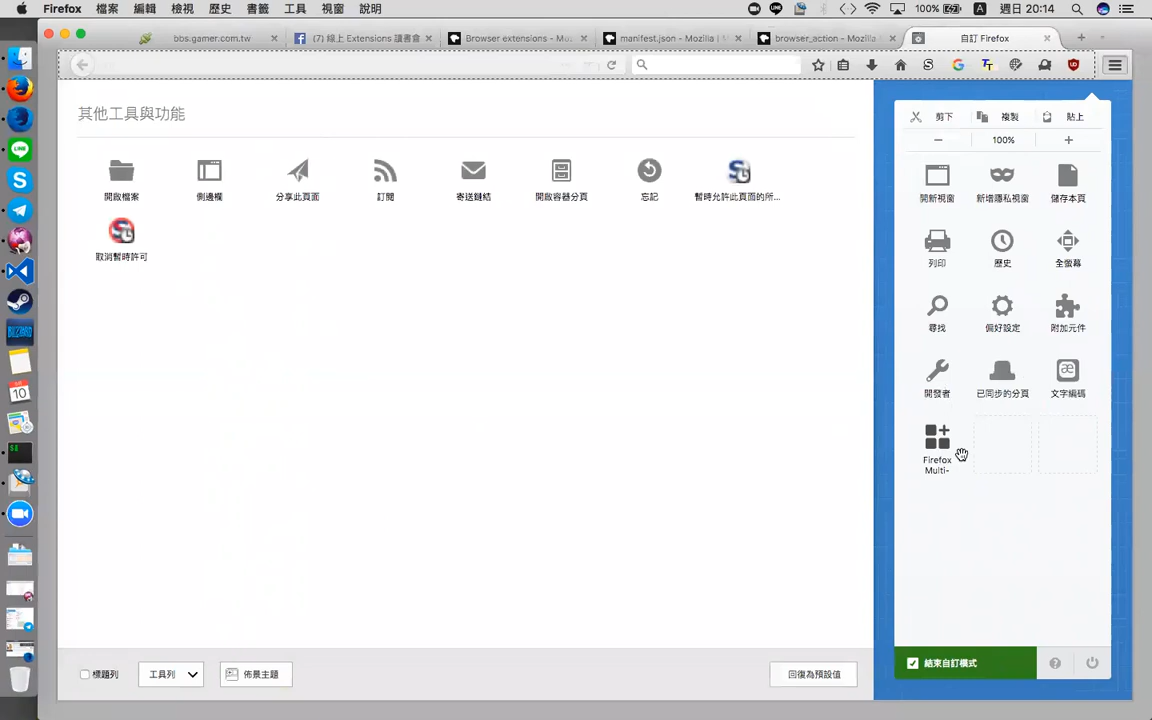 Firefox 檔案 編輯 檢視 歷史 書籤 工具 視窗 說明 100% A 週日 20:14
bbs.gamer.com.tw
(7) 線上 Extensions 讀書會
Browser extensions - Mo
manifest.json - Mozilla | M
browser_action - Mozilla
自訂 Firefox
其他工具與功能
開啟檔案
側邊欄
分享此頁面
訂閱
寄送鏈結
開啟容器分頁
忘記
暫時允許此頁面的所...
取消暫時許可
剪下 複製 貼上
− 100% +
開新視窗 新增隱私視窗 儲存本頁
列印 歷史 全螢幕
尋找 偏好設定 附加元件
開發者 已同步的分頁 文字編碼
Firefox
Multi-
標題列
工具列
佈景主題
回復為預設值
結束自訂模式